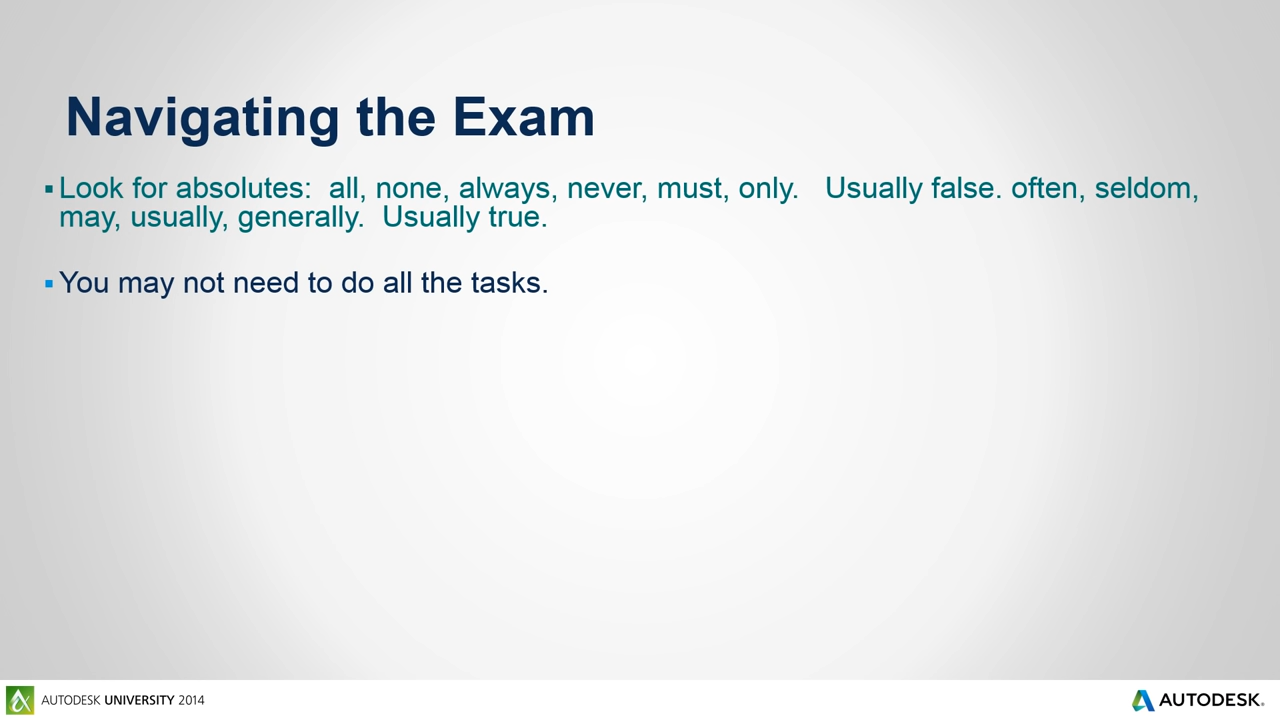 Navigating the Exam
▪ Look for absolutes:  all, none, always, never, must, only.   Usually false. often, seldom,
may, usually, generally.  Usually true.
▪ You may not need to do all the tasks.
AUTODESK UNIVERSITY 2014
AUTODESK®